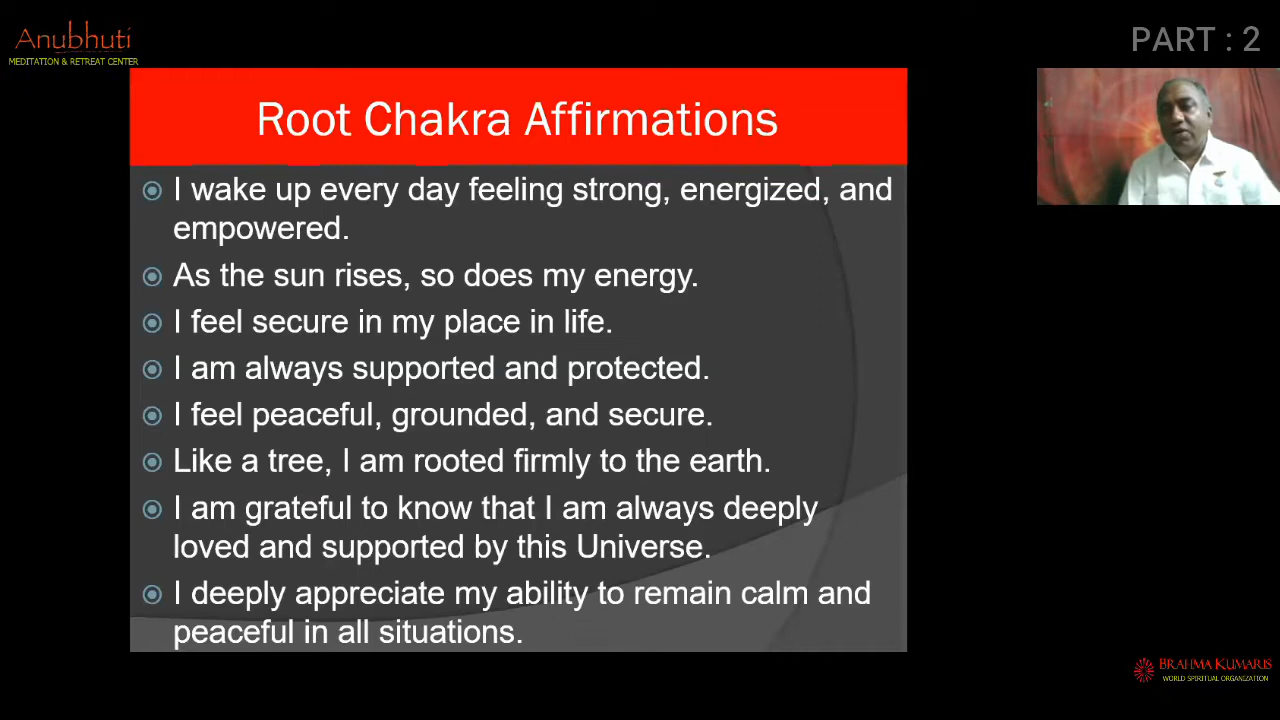 Anubhuti
MEDITATION & RETREAT CENTER
PART : 2
Root Chakra Affirmations
I wake up every day feeling strong, energized, and
empowered.
As the sun rises, so does my energy.
I feel secure in my place in life.
I am always supported and protected.
I feel peaceful, grounded, and secure.
Like a tree, I am rooted firmly to the earth.
I am grateful to know that I am always deeply
loved and supported by this Universe.
I deeply appreciate my ability to remain calm and
peaceful in all situations.
BRAHMA KUMARIS
WORLD SPIRITUAL ORGANIZATION